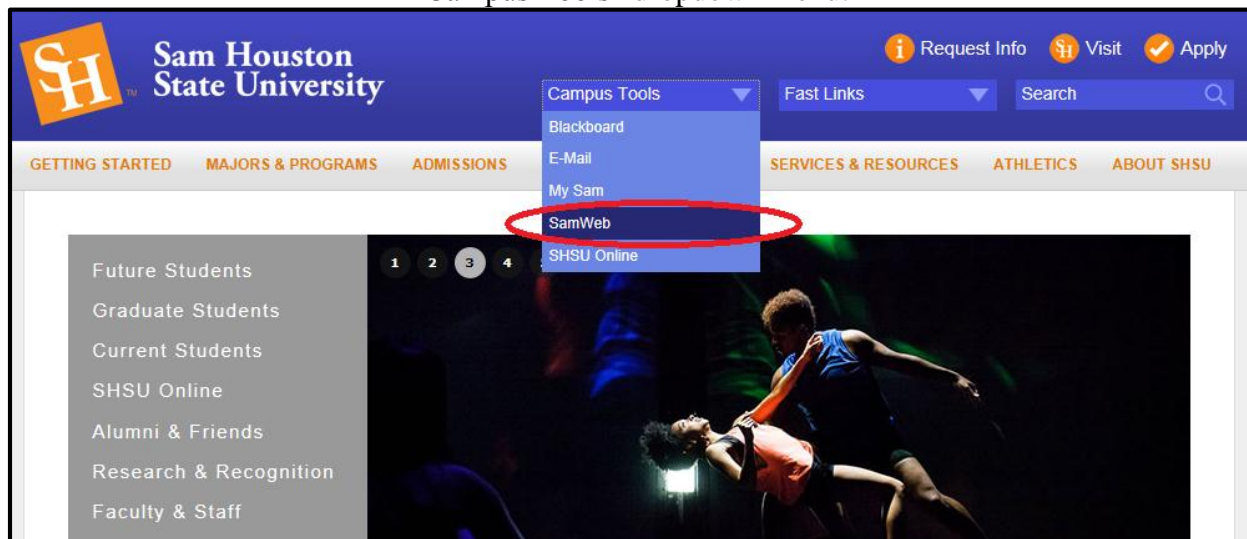 SH
TM
Sam Houston
State University
Request Info Visit Apply
Campus Tools Fast Links Search
Blackboard
E-Mail
My Sam
SamWeb
SHSU Online
GETTING STARTED MAJORS & PROGRAMS ADMISSIONS SERVICES & RESOURCES ATHLETICS ABOUT SHSU
1 2 3 4
Future Students
Graduate Students
Current Students
SHSU Online
Alumni & Friends
Research & Recognition
Faculty & Staff